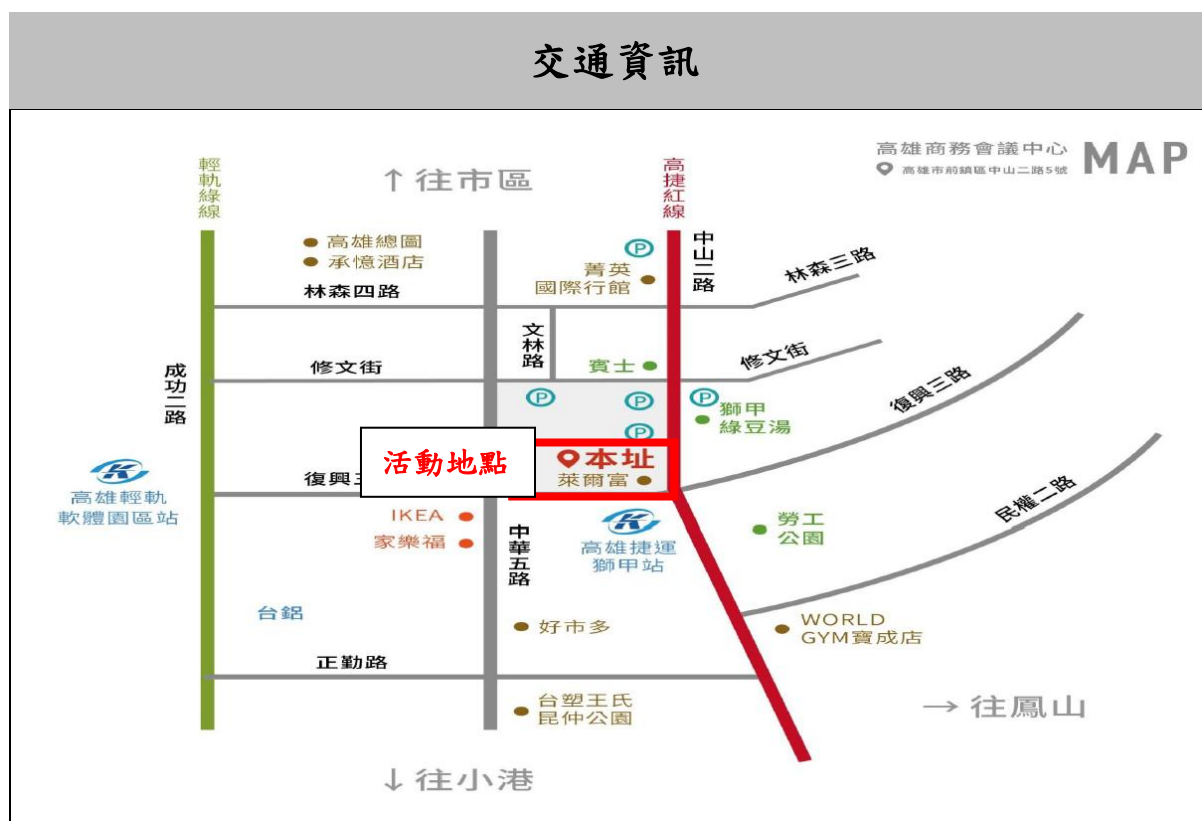 交通資訊
高雄商務會議中心
高雄市前鎮區中山二路5號
MAP
輕軌綠線
↑往市區
高捷紅線
中山二路
P
高雄總圖
承憶酒店
菁英
國際行館
林森三路
林森四路
文林路
修文街
賓士
修文街
成功二路
復興三路
P
P
P
獅甲
綠豆湯
P
活動地點
本址
萊爾富
復興三
K
高雄輕軌
軟體園區站
IKEA
家樂福
中華五路
K
高雄捷運
獅甲站
勞工
公園
民權二路
台鋁
好市多
WORLD
GYM寶成店
正勤路
台塑王氏
昆仲公園
→往鳳山
↓往小港